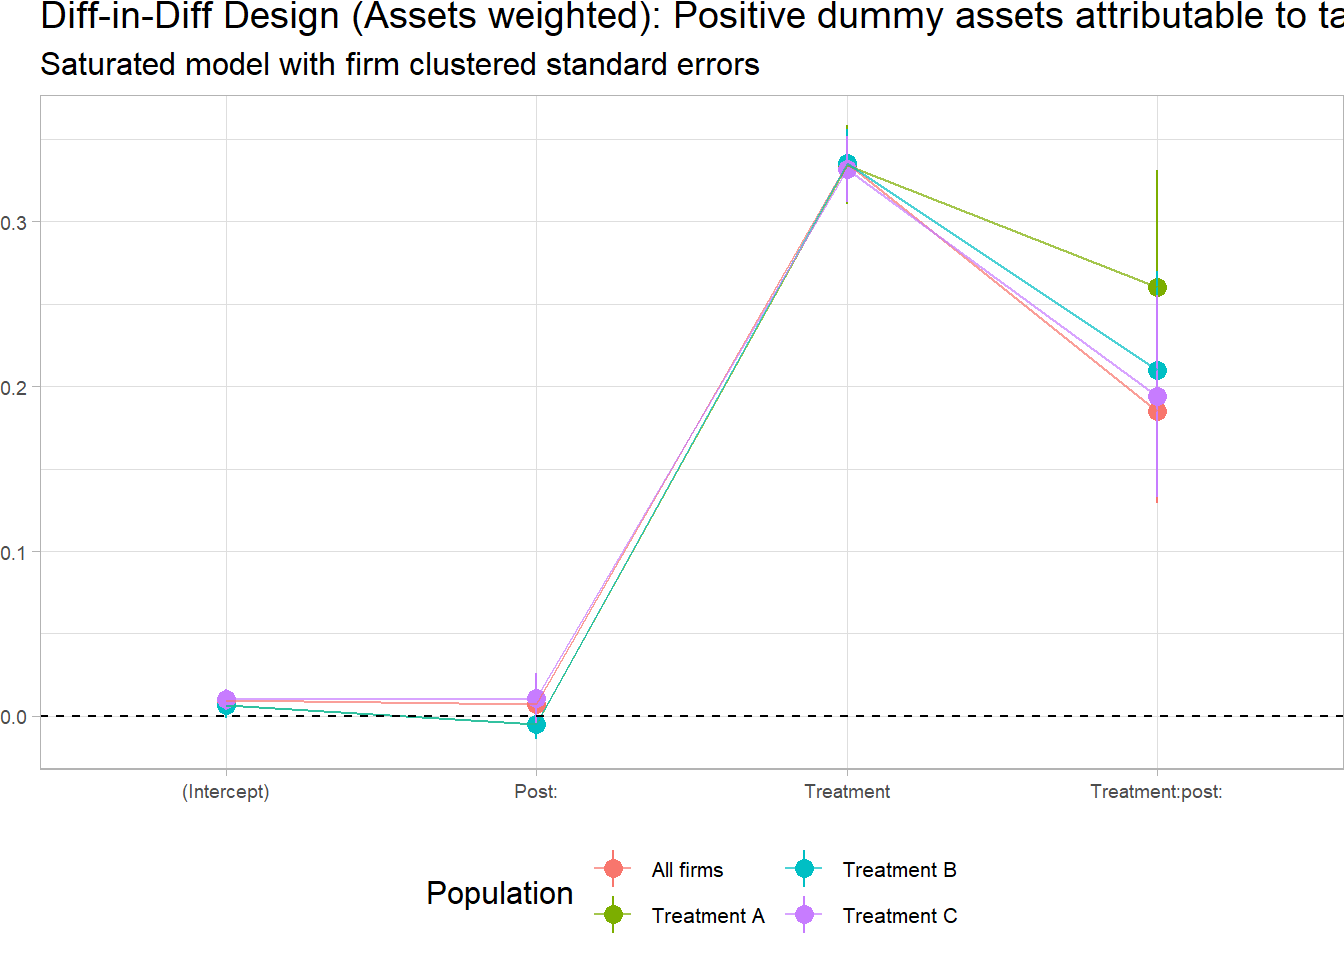 Diff-in-Diff Design (Assets weighted): Positive dummy assets attributable to
Saturated model with firm clustered standard errors
0.3
0.2
0.1
0.0
(Intercept) Post: Treatment Treatment:post:
Population
All firms Treatment B
Treatment A Treatment C